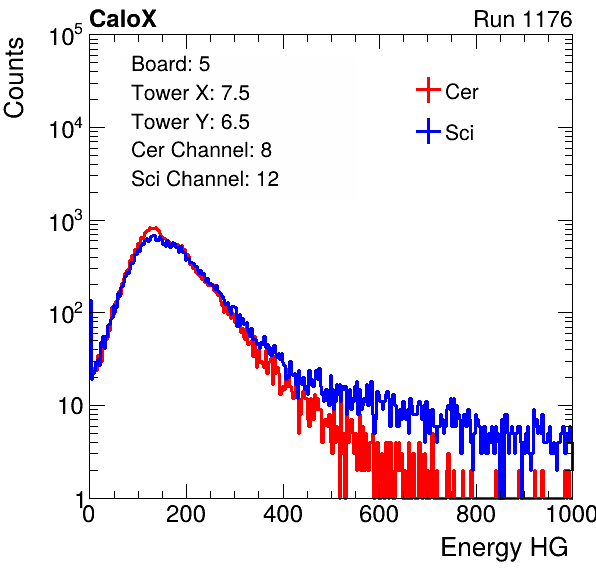 CaloX Run 1176
Counts
10^5
10^4
10^3
10^2
10
1
Board: 5
Tower X: 7.5
Tower Y: 6.5
Cer Channel: 8
Sci Channel: 12
Cer
Sci
0 200 400 600 800 1000
Energy HG